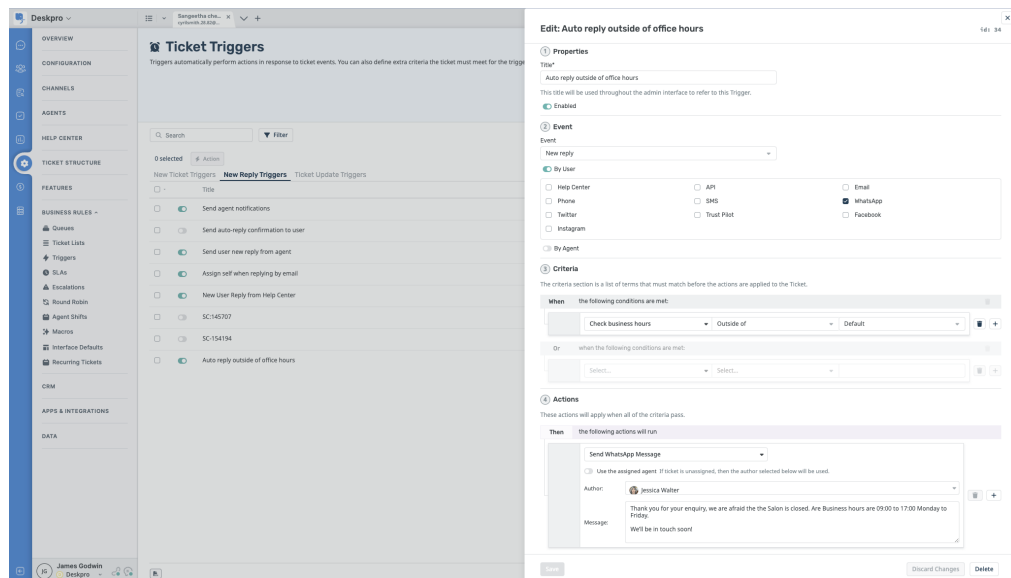 Deskpro
Sangeetha che...
OVERVIEW
CONFIGURATION
CHANNELS
AGENTS
HELP CENTER
TICKET STRUCTURE
FEATURES
BUSINESS RULES
Queues
Ticket Lists
Triggers
SLAs
Escalations
Round Robin
Agent Shifts
Macros
Interface Defaults
Recurring Tickets
CRM
APPS & INTEGRATIONS
DATA
James Godwin
Deskpro
JG
Ticket Triggers
Triggers automatically perform actions in response to ticket events. You can also define extra criteria the ticket must meet for the trigge
Search
Filter
0 selected
Action
New Ticket Triggers New Reply Triggers Ticket Update Triggers
Title
Send agent notifications
Send auto-reply confirmation to user
Send user new reply from agent
Assign self when replying by email
New User Reply from Help Center
SC:145707
SC-154194
Auto reply outside of office hours
Edit: Auto reply outside of office hours
1 Properties
Title*
Auto reply outside of office hours
This title will be used throughout the admin interface to refer to this Trigger.
Enabled
2 Event
Event
New reply
By User
Help Center API Email
Phone SMS WhatsApp
Twitter Trust Pilot Facebook
Instagram
By Agent
3 Criteria
The criteria section is a list of terms that must match before the actions are applied to the Ticket.
When the following conditions are met:
Check business hours Outside of Default
Or when the following conditions are met:
Select... Select...
4 Actions
These actions will apply when all of the criteria pass.
Then the following actions will run
Send WhatsApp Message
Use the assigned agent If ticket is unassigned, then the author selected below will be used.
Author: Jessica Walter
Message:
Thank you for your enquiry, we are afraid the the Salon is closed. Are Business hours are 09:00 to 17:00 Monday to
Friday.
We'll be in touch soon!
Save
Discard Changes
Delete